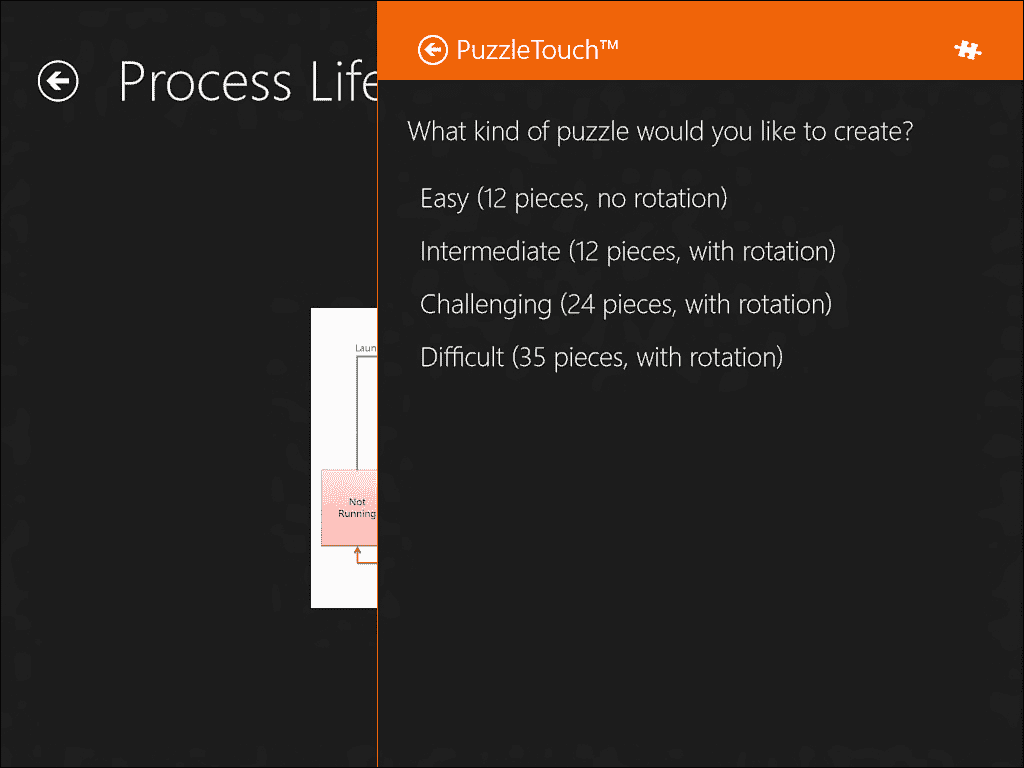 Process Life
Laun
Not
Running
PuzzleTouch™
What kind of puzzle would you like to create?
Easy (12 pieces, no rotation)
Intermediate (12 pieces, with rotation)
Challenging (24 pieces, with rotation)
Difficult (35 pieces, with rotation)